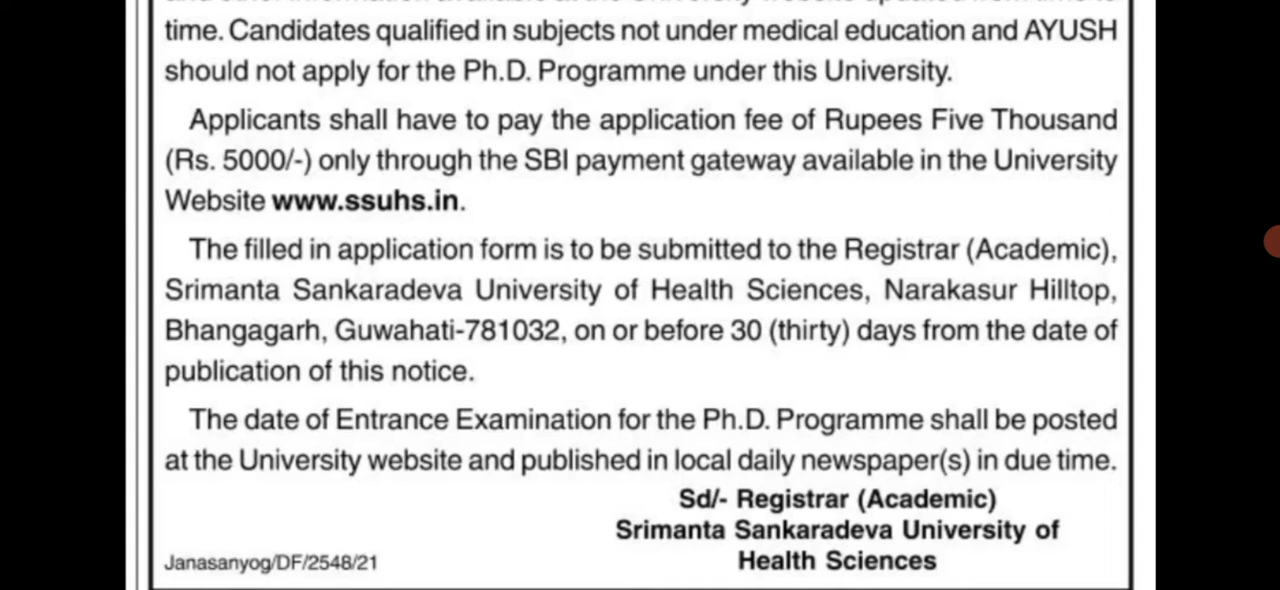 time. Candidates qualified in subjects not under medical education and AYUSH
should not apply for the Ph.D. Programme under this University.
Applicants shall have to pay the application fee of Rupees Five Thousand
(Rs. 5000/-) only through the SBI payment gateway available in the University
Website www.ssuhs.in.
The filled in application form is to be submitted to the Registrar (Academic),
Srimanta Sankaradeva University of Health Sciences, Narakasur Hilltop,
Bhangagarh, Guwahati-781032, on or before 30 (thirty) days from the date of
publication of this notice.
The date of Entrance Examination for the Ph.D. Programme shall be posted
at the University website and published in local daily newspaper(s) in due time.
Sd/- Registrar (Academic)
Srimanta Sankaradeva University of
Health Sciences
Janasanyog/DF/2548/21